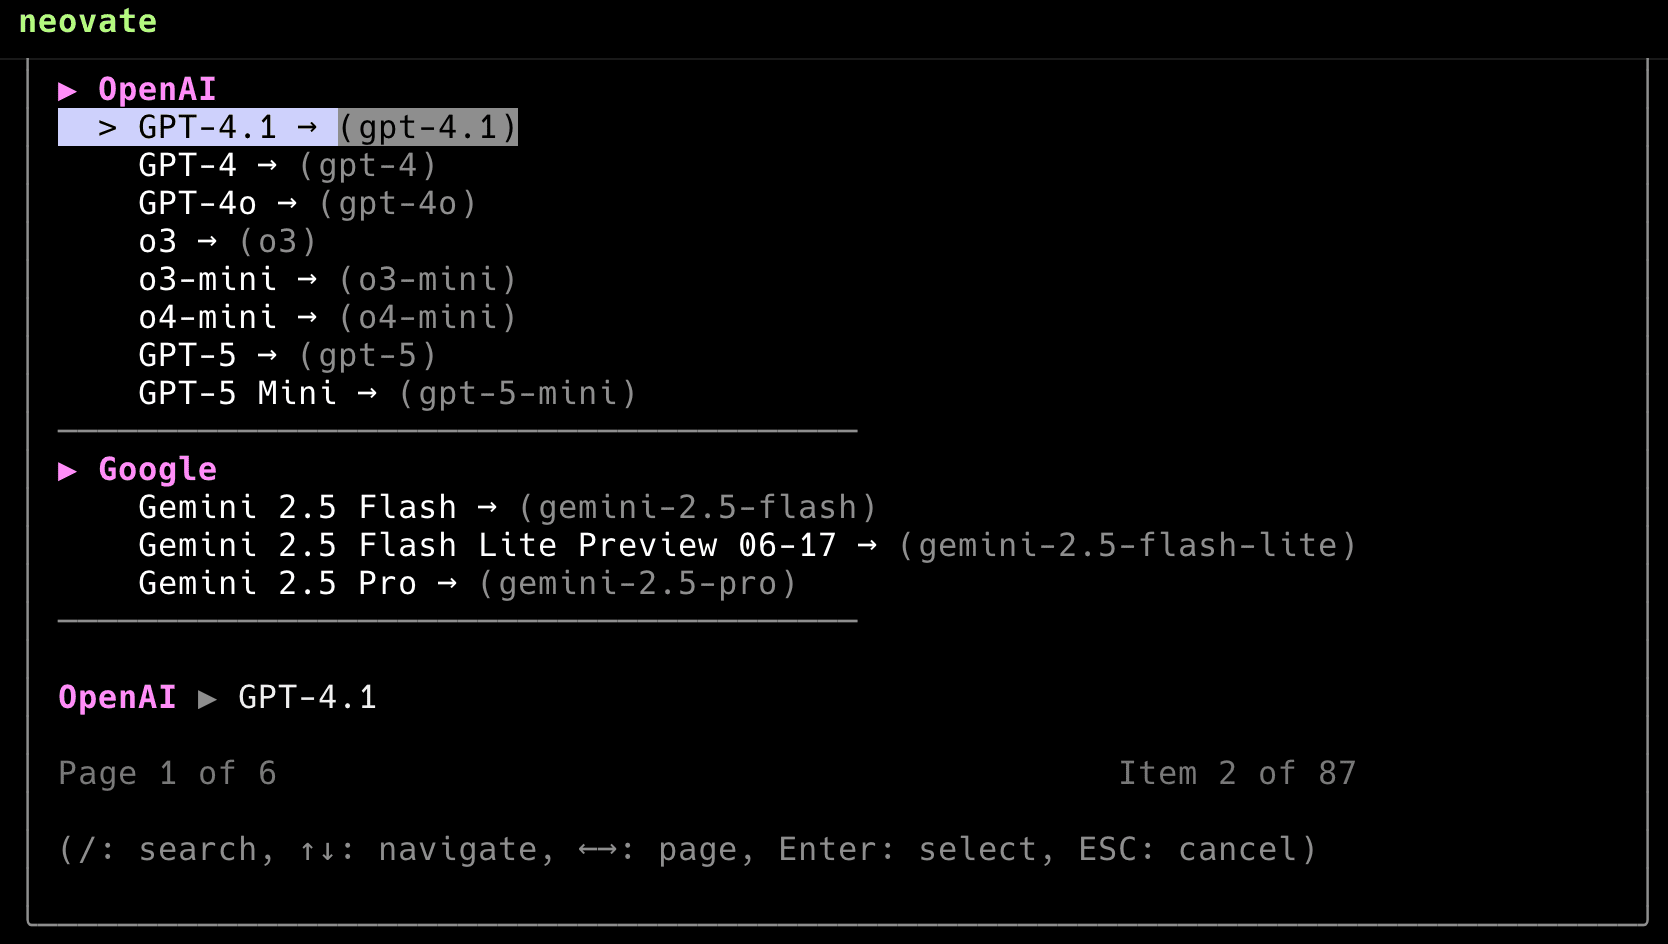 neovate
▶ OpenAI
> GPT-4.1 → (gpt-4.1)
GPT-4 → (gpt-4)
GPT-4o → (gpt-4o)
o3 → (o3)
o3-mini → (o3-mini)
o4-mini → (o4-mini)
GPT-5 → (gpt-5)
GPT-5 Mini → (gpt-5-mini)
▶ Google
Gemini 2.5 Flash → (gemini-2.5-flash)
Gemini 2.5 Flash Lite Preview 06-17 → (gemini-2.5-flash-lite)
Gemini 2.5 Pro → (gemini-2.5-pro)
OpenAI ▶ GPT-4.1
Page 1 of 6 Item 2 of 87
(/: search, ↑↓: navigate, ←→: page, Enter: select, ESC: cancel)